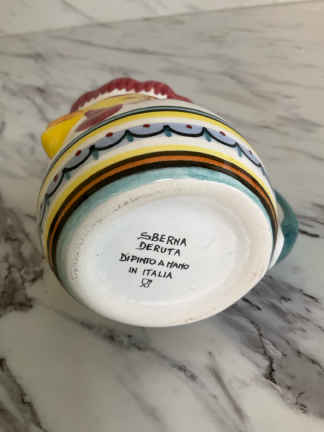 SBERNA
DERUTA
DIPINTO A MANO
IN ITALIA